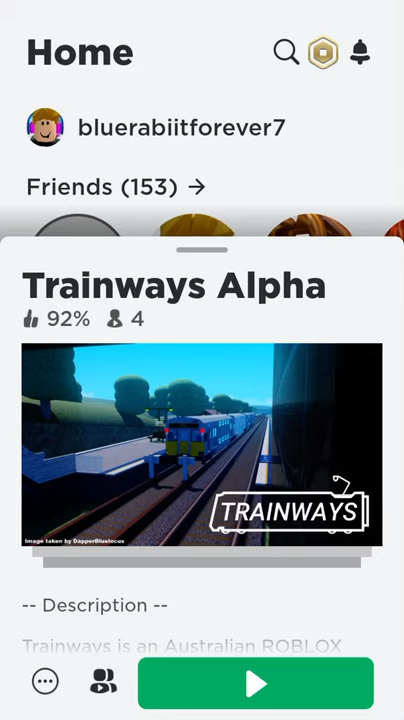 Home
bluerabiitforever7
Friends (153) →
Trainways Alpha
92% 4
TRAINWAYS
Image taken by DapperBluelocus
-- Description --
Trainways is an Australian ROBLOX